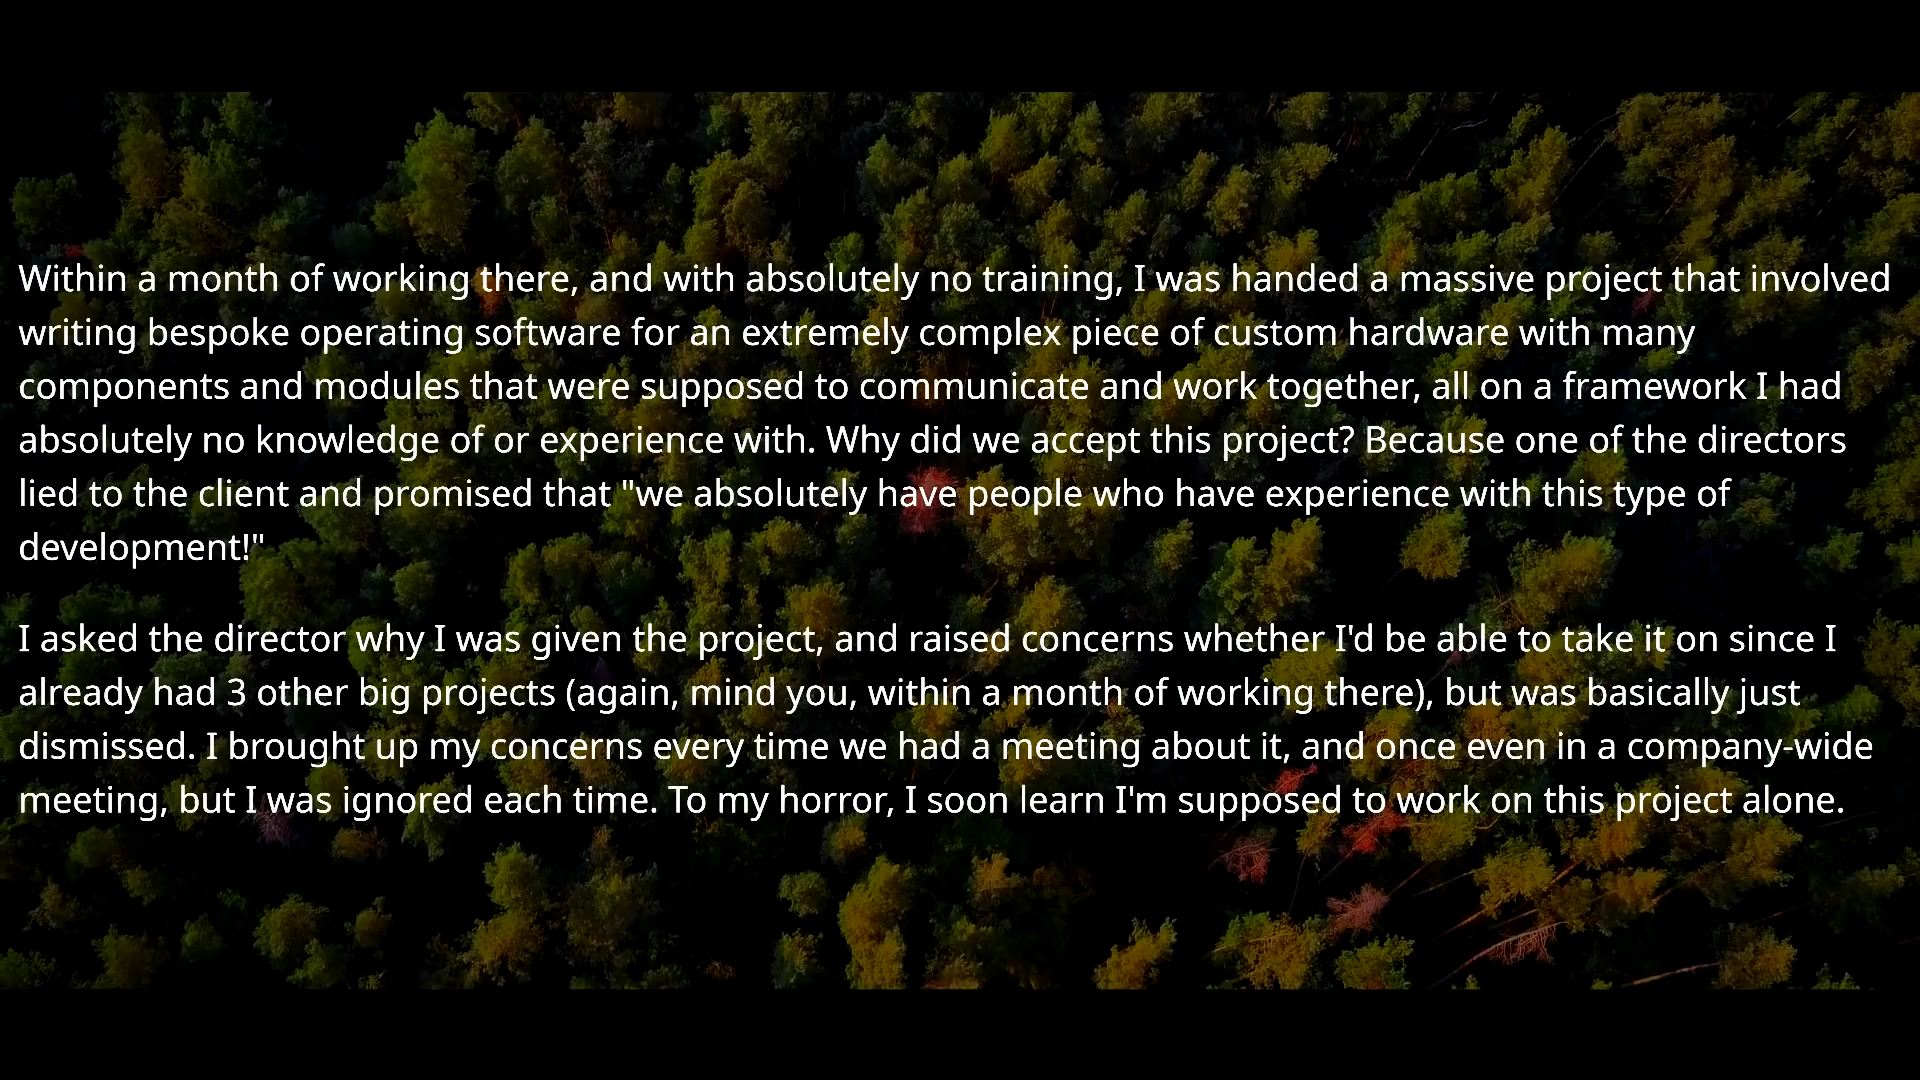 Within a month of working there, and with absolutely no training, I was handed a massive project that involved
writing bespoke operating software for an extremely complex piece of custom hardware with many
components and modules that were supposed to communicate and work together, all on a framework I had
absolutely no knowledge of or experience with. Why did we accept this project? Because one of the directors
lied to the client and promised that "we absolutely have people who have experience with this type of
development!"
I asked the director why I was given the project, and raised concerns whether I'd be able to take it on since I
already had 3 other big projects (again, mind you, within a month of working there), but was basically just
dismissed. I brought up my concerns every time we had a meeting about it, and once even in a company-wide
meeting, but I was ignored each time. To my horror, I soon learn I'm supposed to work on this project alone.